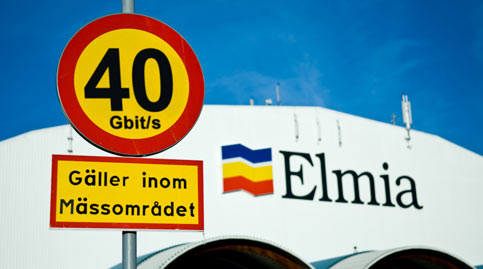 40
Gbit/s
Gäller inom
Mässområdet
Elmia